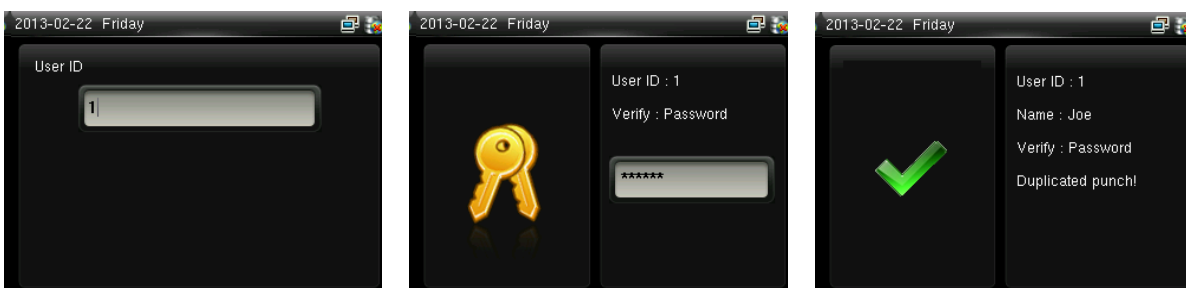 2013-02-22 Friday
User ID
1
2013-02-22 Friday
User ID : 1
Verify : Password
******
2013-02-22 Friday
User ID : 1
Name : Joe
Verify : Password
Duplicated punch!